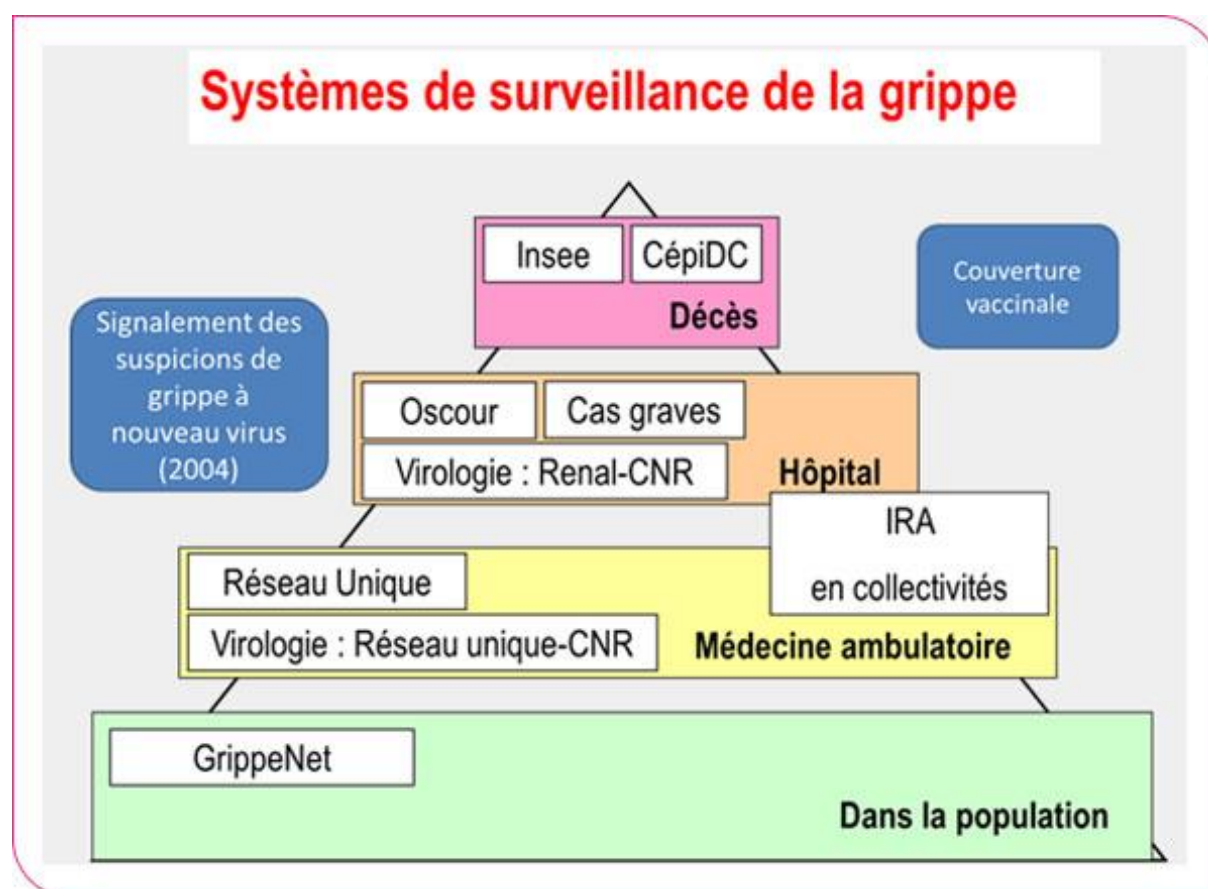 Systèmes de surveillance de la grippe
Insee
CépiDC
Décès
Couverture
vaccinale
Signalement des
suspicions de
grippe à
nouveau virus
(2004)
Oscour
Cas graves
Virologie : Renal-CNR
Hôpital
IRA
en collectivités
Réseau Unique
Virologie : Réseau unique-CNR
Médecine ambulatoire
GrippeNet
Dans la population